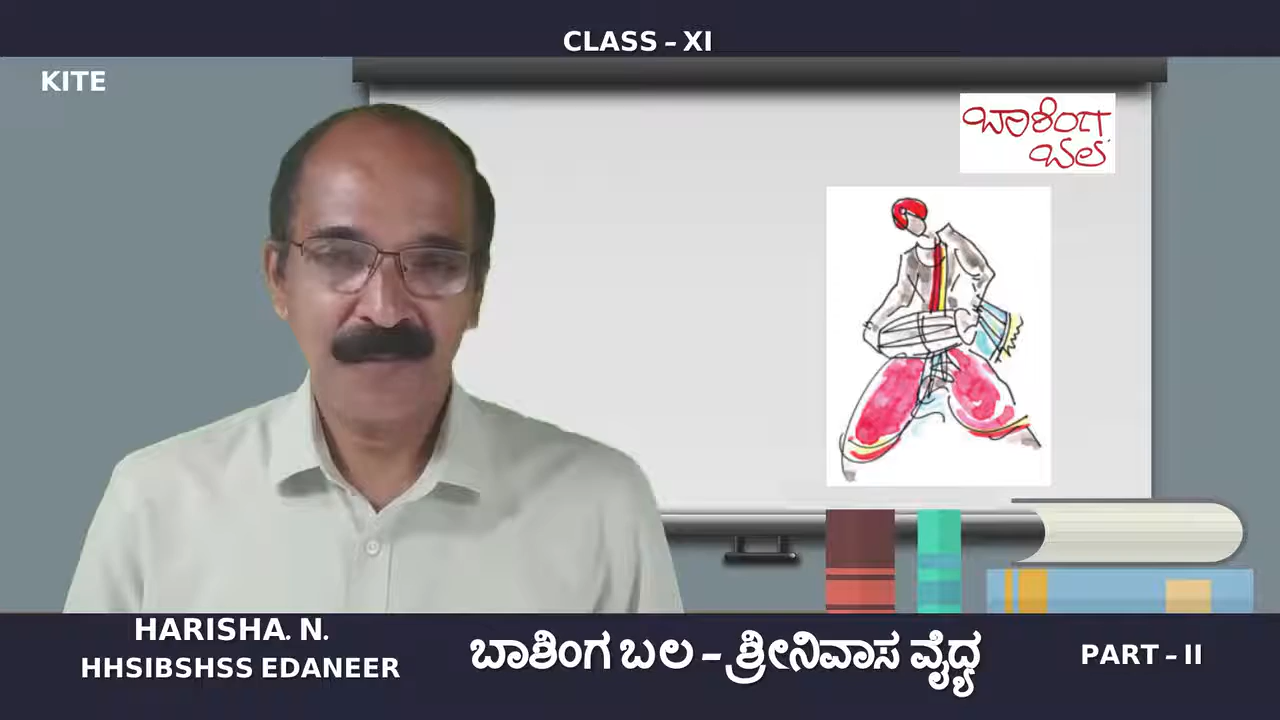 CLASS – XI
KITE
ಬಾಶಿಂಗ
ಬಲ
HARISHA. N.
HHSIBSHSS EDANEER
ಬಾಶಿಂಗ ಬಲ – ಶ್ರೀನಿವಾಸ ವೈದ್ಯ
PART – II